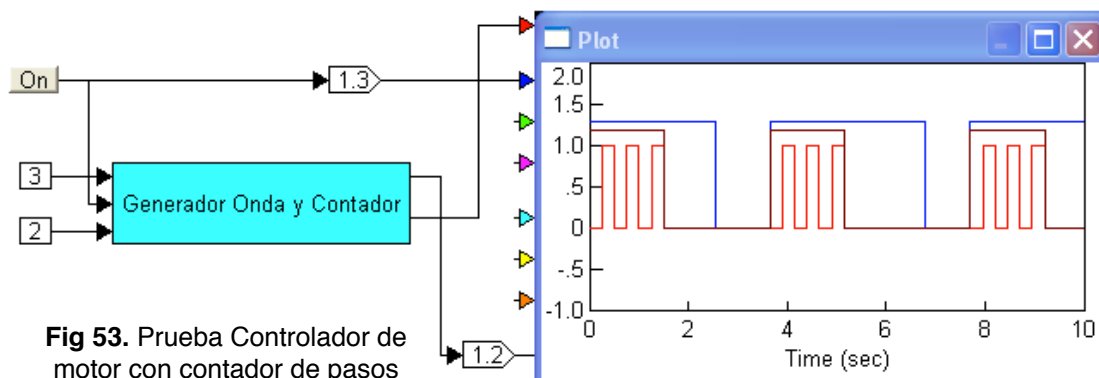 Plot
On
1.3
3
Generador Onda y Contador
2
1.2
2.0
1.5
1.0
.5
0
-.5
-1.0
0 2 4 6 8 10
Time (sec)
Fig 53. Prueba Controlador de
motor con contador de pasos